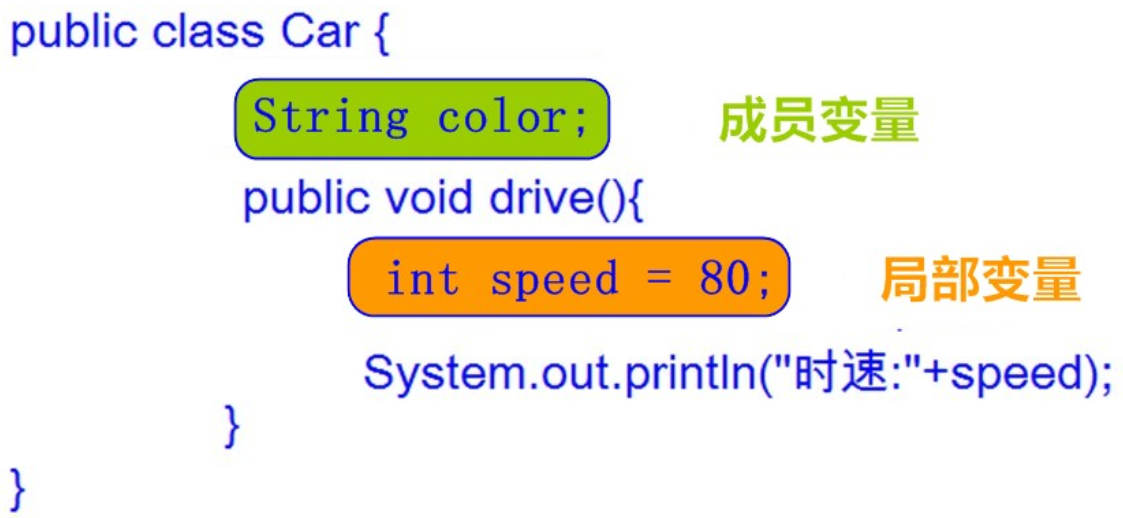 public class Car {
String color; 成员变量
public void drive(){
int speed = 80; 局部变量
System.out.println("时速:"+speed);
}
}